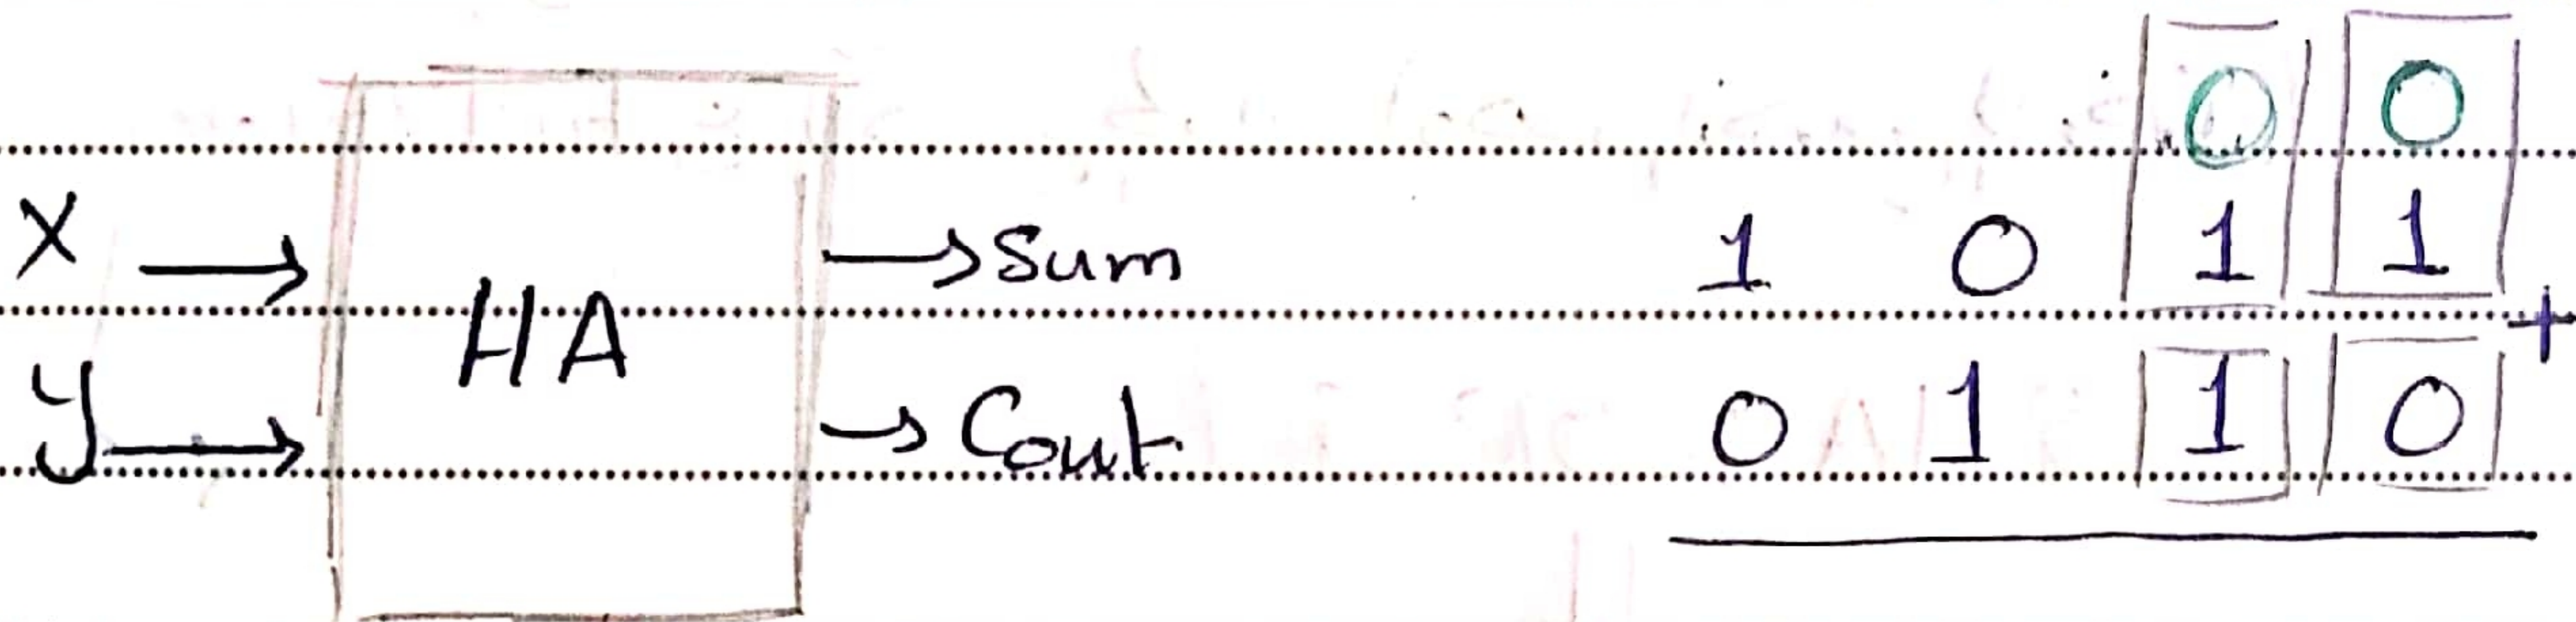 0 0
X → → Sum 1 0 1 1
HA +
y → → Cout 0 1 1 0